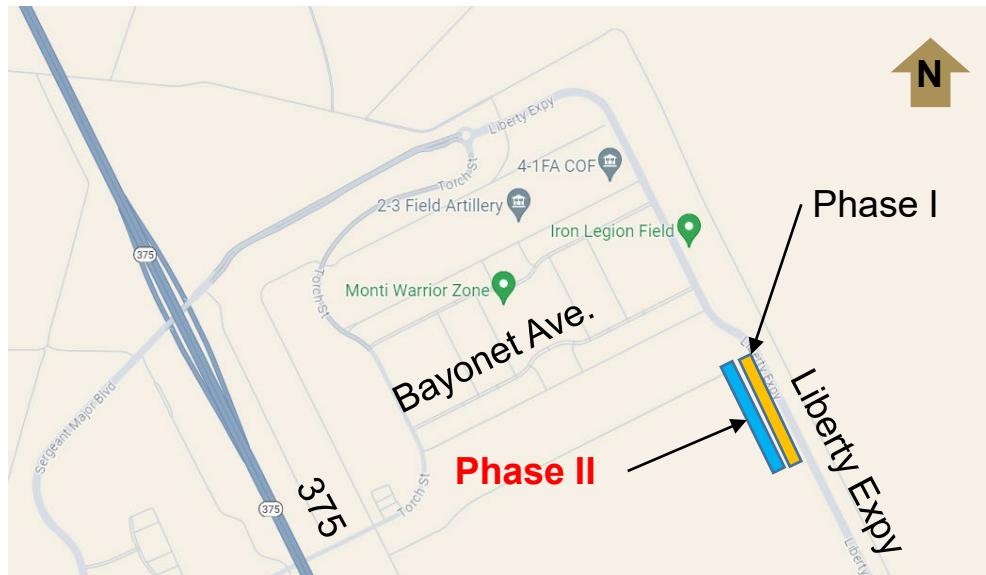 N
Liberty Expy
4-1FA COF
Torch St
2-3 Field Artillery
Phase I
Iron Legion Field
375
Torch St
Monti Warrior Zone
Bayonet Ave.
Liberty Expy
Liberty Expy
Sergeant Major Blvd
Phase II
375
375
Torch St
Liberty